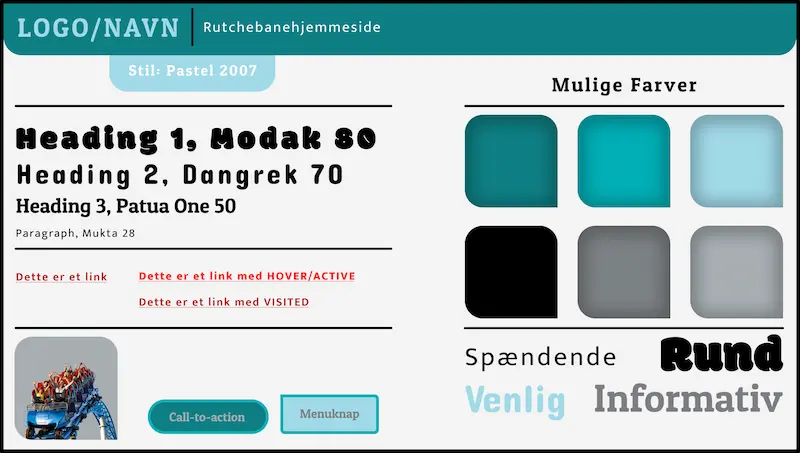 LOGO/NAVN
Rutchebanehjemmeside
Stil: Pastel 2007
Heading 1, Modak 80
Heading 2, Dangrek 70
Heading 3, Patua One 50
Paragraph, Mukta 28
Dette er et link
Dette er et link med HOVER/ACTIVE
Dette er et link med VISITED
Call-to-action
Menuknap
Mulige Farver
Spændende
Rund
Venlig
Informativ